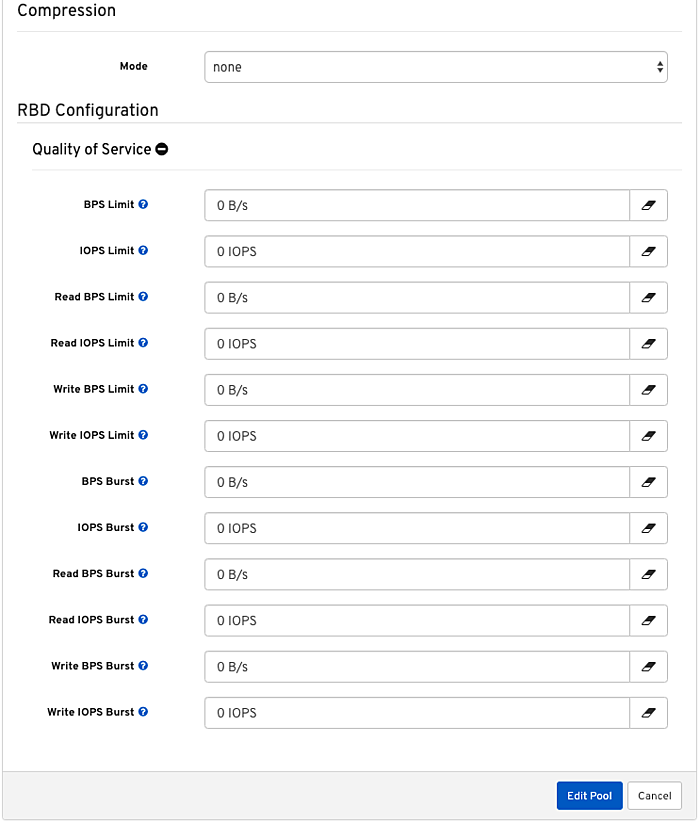 Compression
Mode none
RBD Configuration
Quality of Service
BPS Limit 0 B/s
IOPS Limit 0 IOPS
Read BPS Limit 0 B/s
Read IOPS Limit 0 IOPS
Write BPS Limit 0 B/s
Write IOPS Limit 0 IOPS
BPS Burst 0 B/s
IOPS Burst 0 IOPS
Read BPS Burst 0 B/s
Read IOPS Burst 0 IOPS
Write BPS Burst 0 B/s
Write IOPS Burst 0 IOPS
Edit Pool Cancel